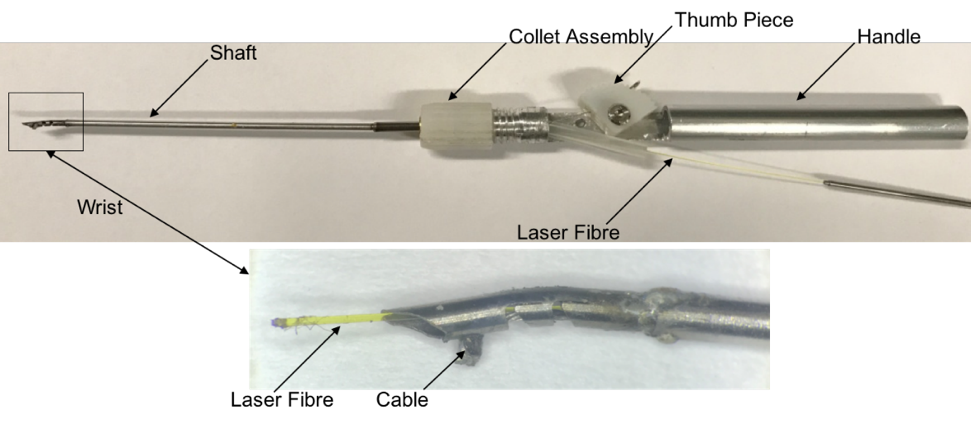 Thumb Piece
Collet Assembly
Handle
Shaft
Wrist
Laser Fibre
Laser Fibre
Cable